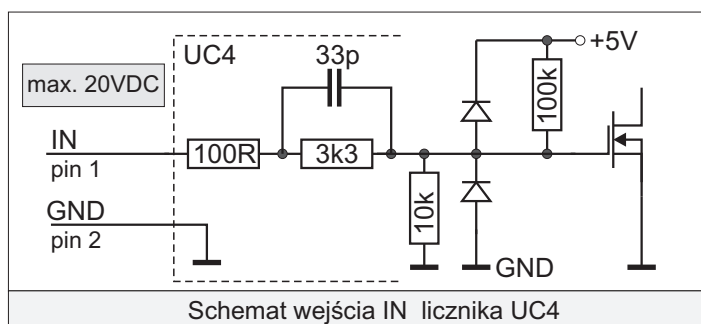 UC4
33p
+5V
max. 20VDC
100k
IN
100R
3k3
pin 1
GND
10k
pin 2
GND
Schemat wejścia IN licznika UC4